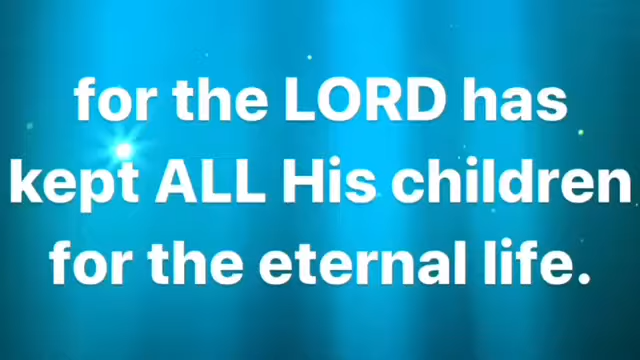 for the LORD has
kept ALL His children
for the eternal life.